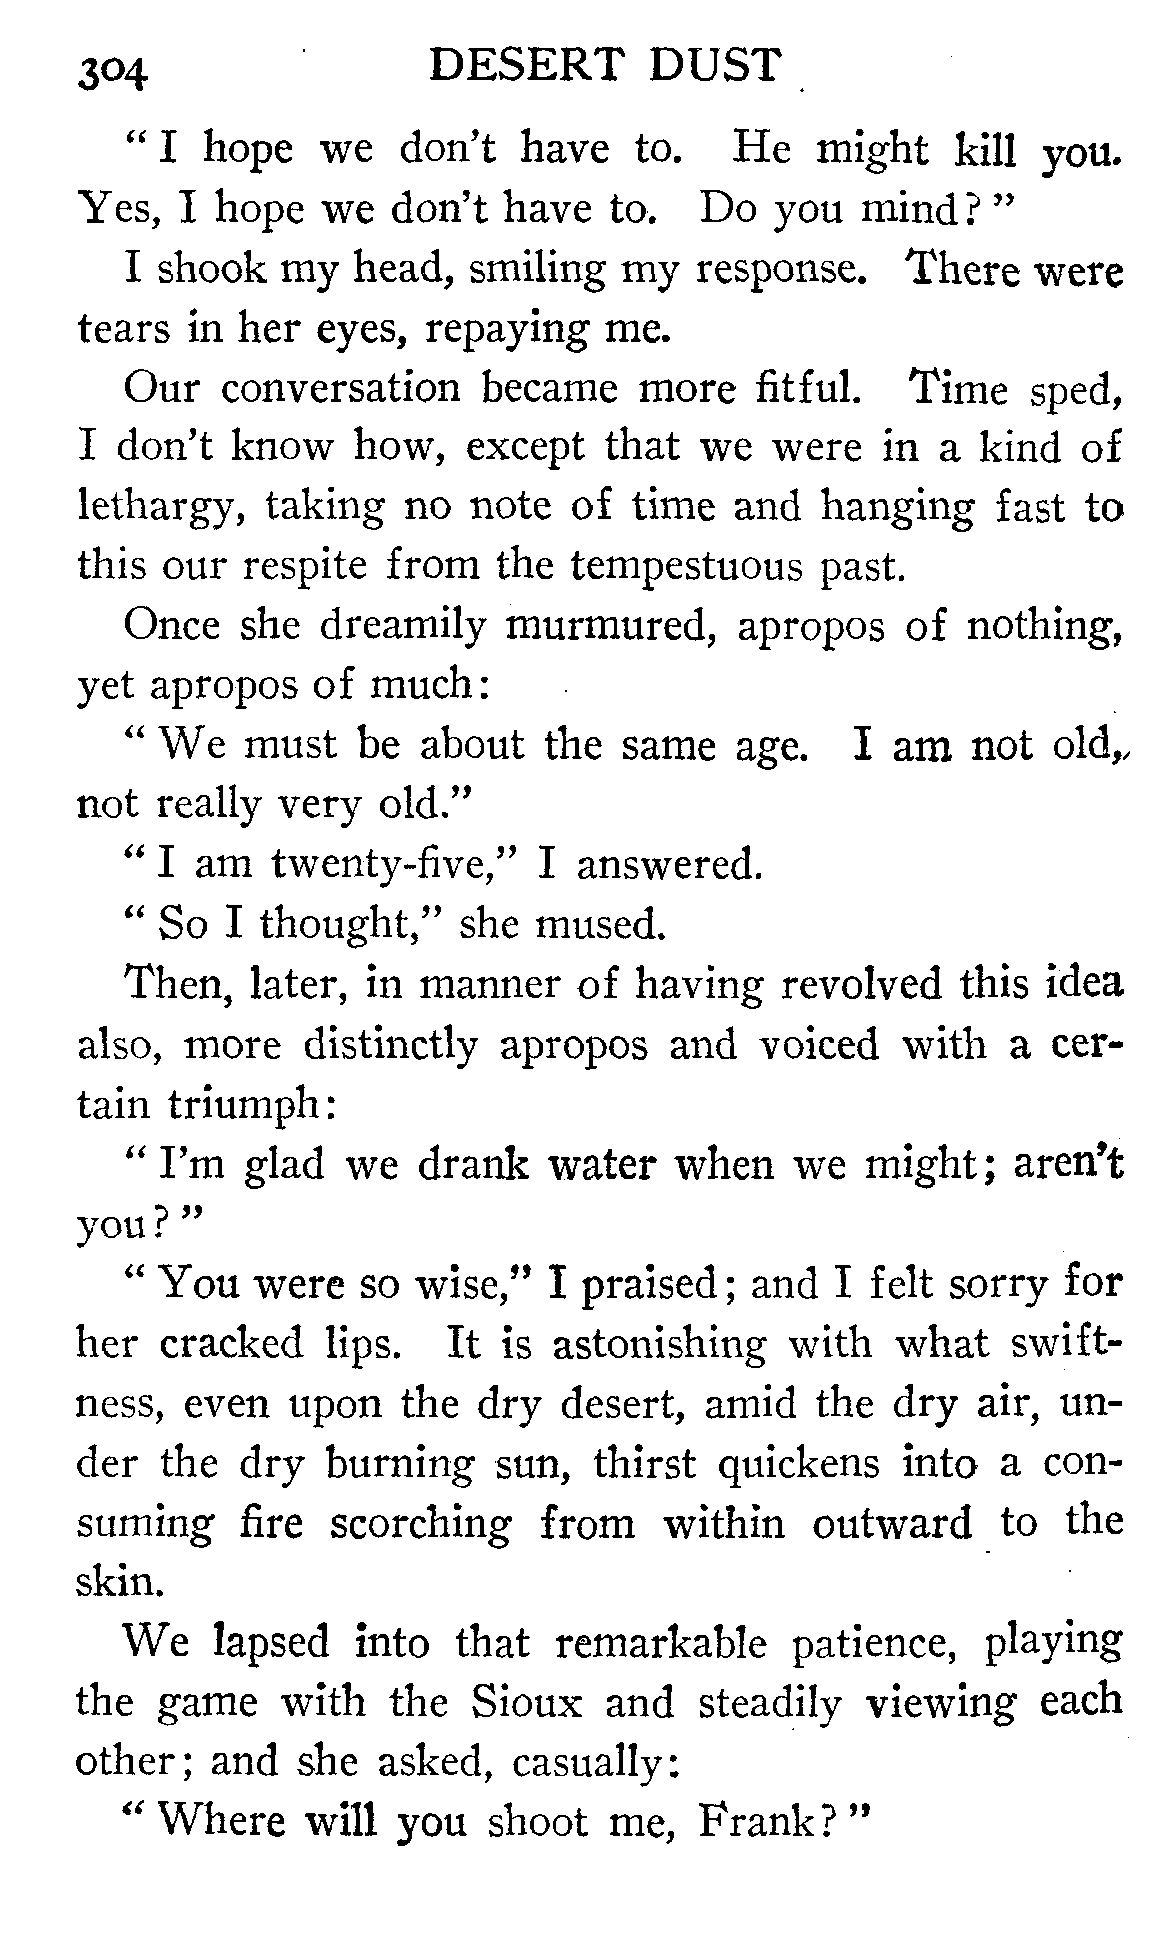 304 DESERT DUST
“ I hope we don’t have to. He might kill you.
Yes, I hope we don’t have to. Do you mind? ”
I shook my head, smiling my response. There were
tears in her eyes, repaying me.
Our conversation became more fitful. Time sped,
I don’t know how, except that we were in a kind of
lethargy, taking no note of time and hanging fast to
this our respite from the tempestuous past.
Once she dreamily murmured, apropos of nothing,
yet apropos of much:
“ We must be about the same age. I am not old,
not really very old.”
“ I am twenty-five,” I answered.
“ So I thought,” she mused.
Then, later, in manner of having revolved this idea
also, more distinctly apropos and voiced with a cer-
tain triumph:
“ I’m glad we drank water when we might; aren’t
you? ”
“ You were so wise,” I praised; and I felt sorry for
her cracked lips. It is astonishing with what swift-
ness, even upon the dry desert, amid the dry air, un-
der the dry burning sun, thirst quickens into a con-
suming fire scorching from within outward to the
skin.
We lapsed into that remarkable patience, playing
the game with the Sioux and steadily viewing each
other; and she asked, casually:
“ Where will you shoot me, Frank? ”